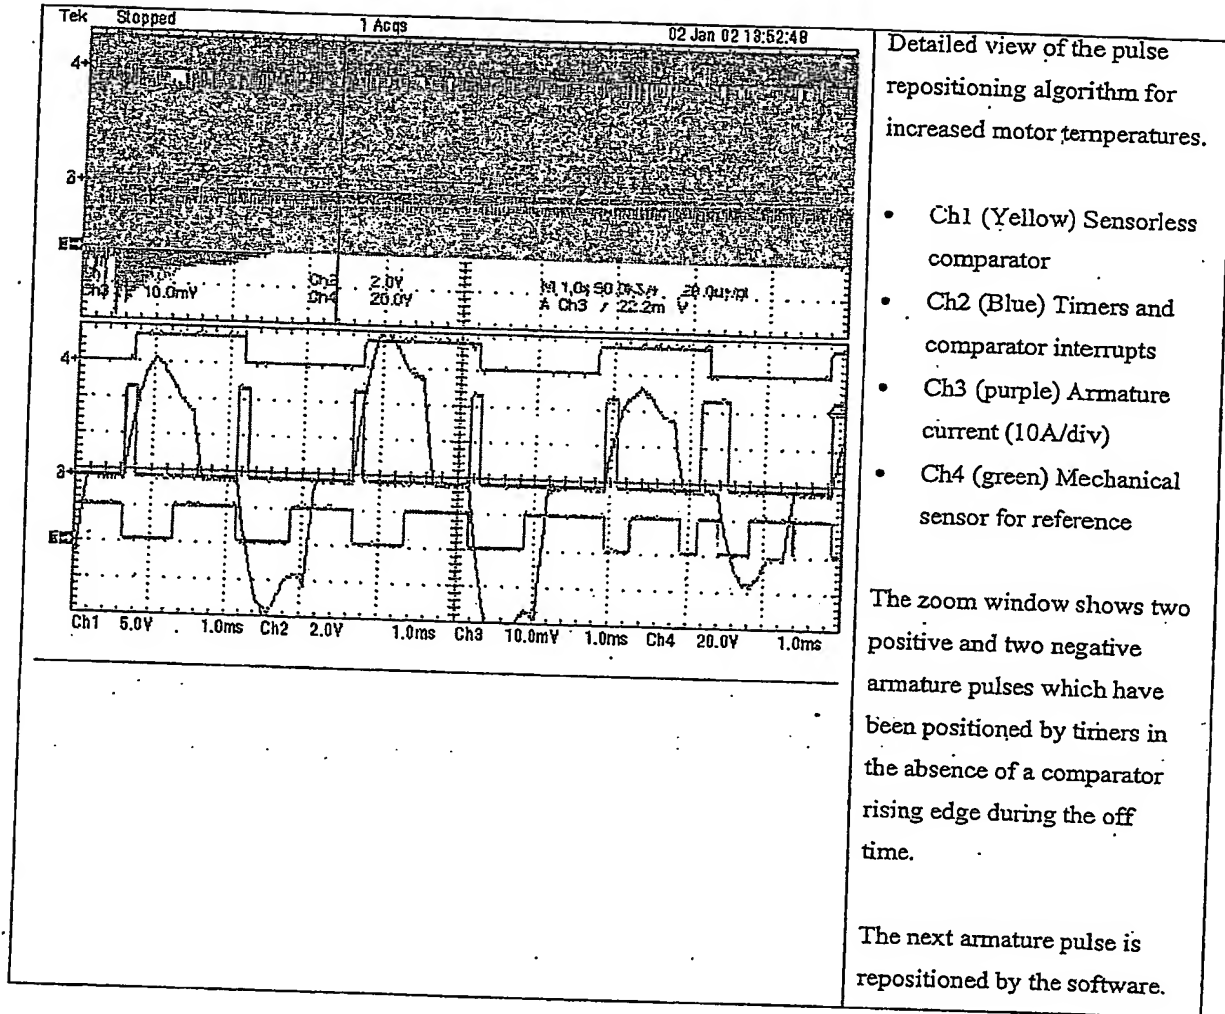 Tek Stopped 1 Acqs 02 Jan 02 13:52:48
4+
3+
Ch3 10.0mV
Ch2 2.0V
Ch4 20.0V
A Ch3 / 22.2m V
4+
3+
Ch1 5.0V 1.0ms Ch2 2.0V 1.0ms Ch3 10.0mV 1.0ms Ch4 20.0V 1.0ms
Detailed view of the pulse
repositioning algorithm for
increased motor temperatures.
• Ch1 (Yellow) Sensorless
comparator
• Ch2 (Blue) Timers and
comparator interrupts
• Ch3 (purple) Armature
current (10A/div)
• Ch4 (green) Mechanical
sensor for reference
The zoom window shows two
positive and two negative
armature pulses which have
been positioned by timers in
the absence of a comparator
rising edge during the off
time.
The next armature pulse is
repositioned by the software.